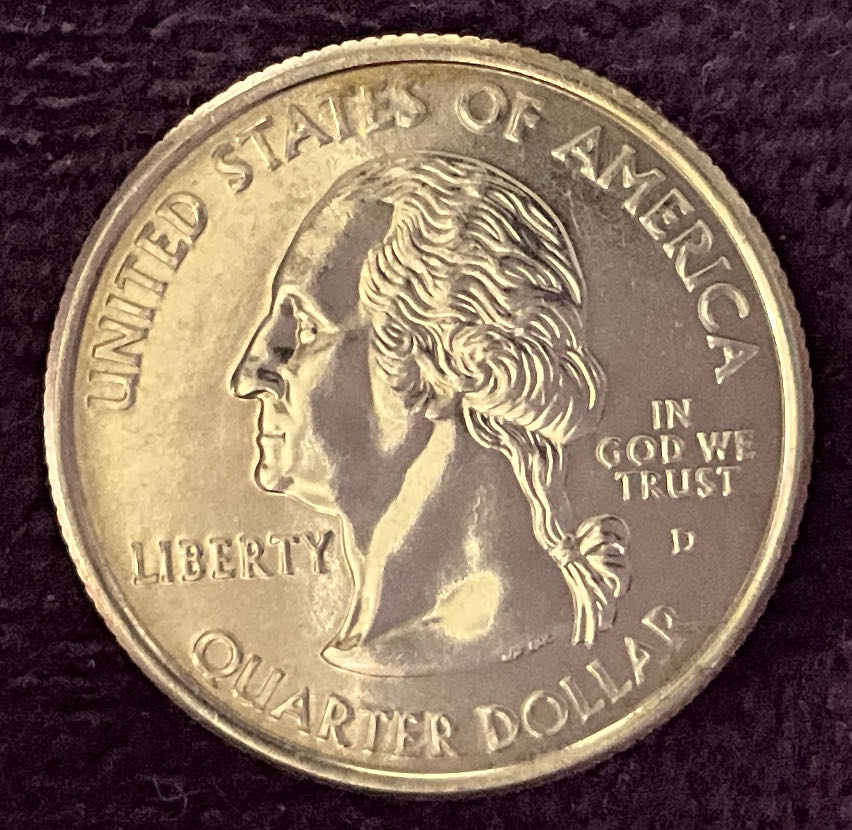 UNITED STATES OF AMERICA
LIBERTY
IN
GOD WE
TRUST
D
QUARTER DOLLAR